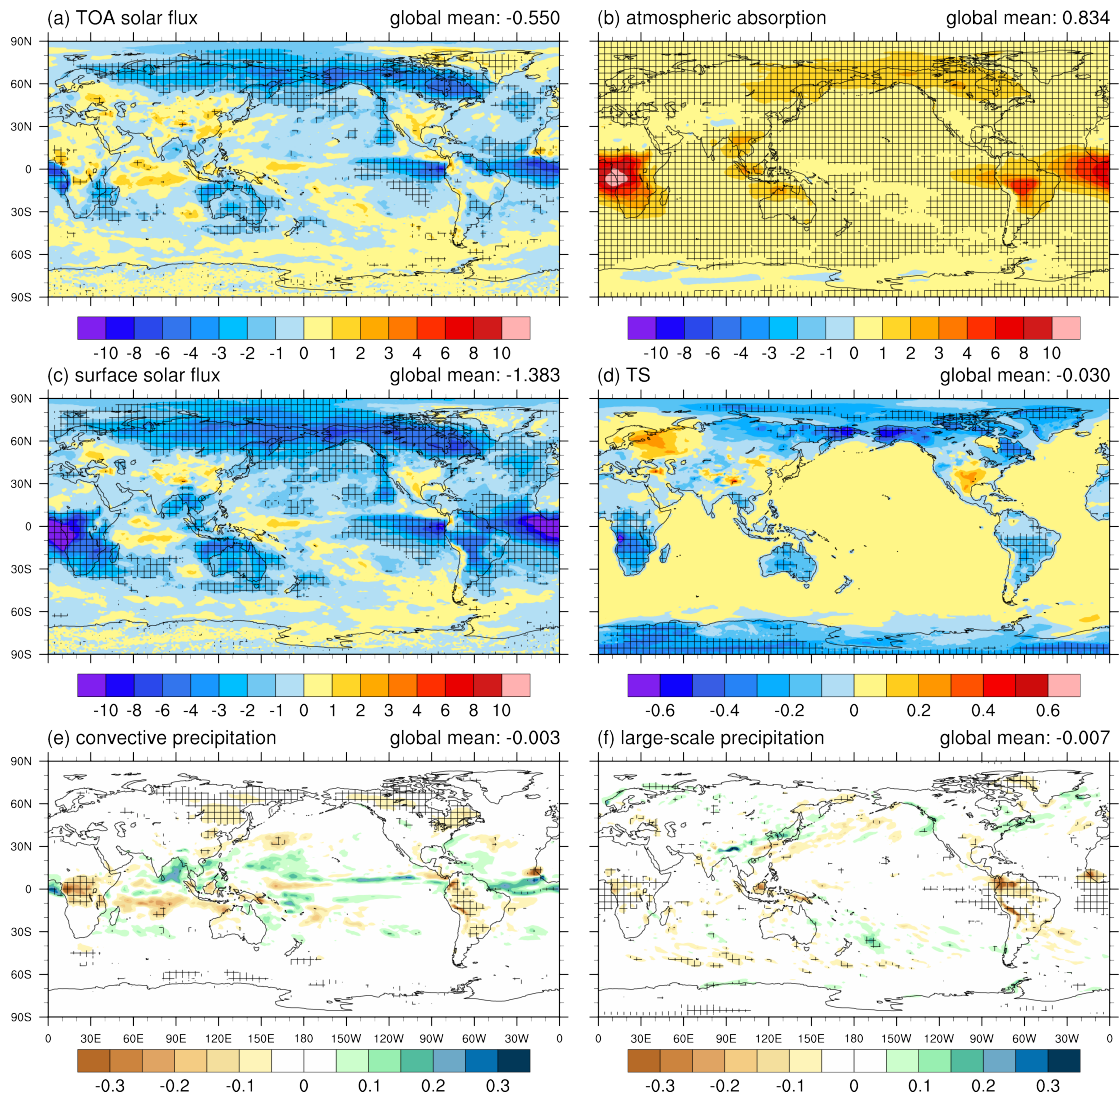 (a) TOA solar flux global mean: -0.550
(b) atmospheric absorption global mean: 0.834
90N
60N
30N
0
30S
60S
90S
-10 -8 -6 -4 -3 -2 -1 0 1 2 3 4 6 8 10
-10 -8 -6 -4 -3 -2 -1 0 1 2 3 4 6 8 10
(c) surface solar flux global mean: -1.383
(d) TS global mean: -0.030
90N
60N
30N
0
30S
60S
90S
-10 -8 -6 -4 -3 -2 -1 0 1 2 3 4 6 8 10
-0.6 -0.4 -0.2 0 0.2 0.4 0.6
(e) convective precipitation global mean: -0.003
(f) large-scale precipitation global mean: -0.007
90N
60N
30N
0
30S
60S
90S
0 30E 60E 90E 120E 150E 180 150W 120W 90W 60W 30W 0
0 30E 60E 90E 120E 150E 180 150W 120W 90W 60W 30W 0
-0.3 -0.2 -0.1 0 0.1 0.2 0.3
-0.3 -0.2 -0.1 0 0.1 0.2 0.3